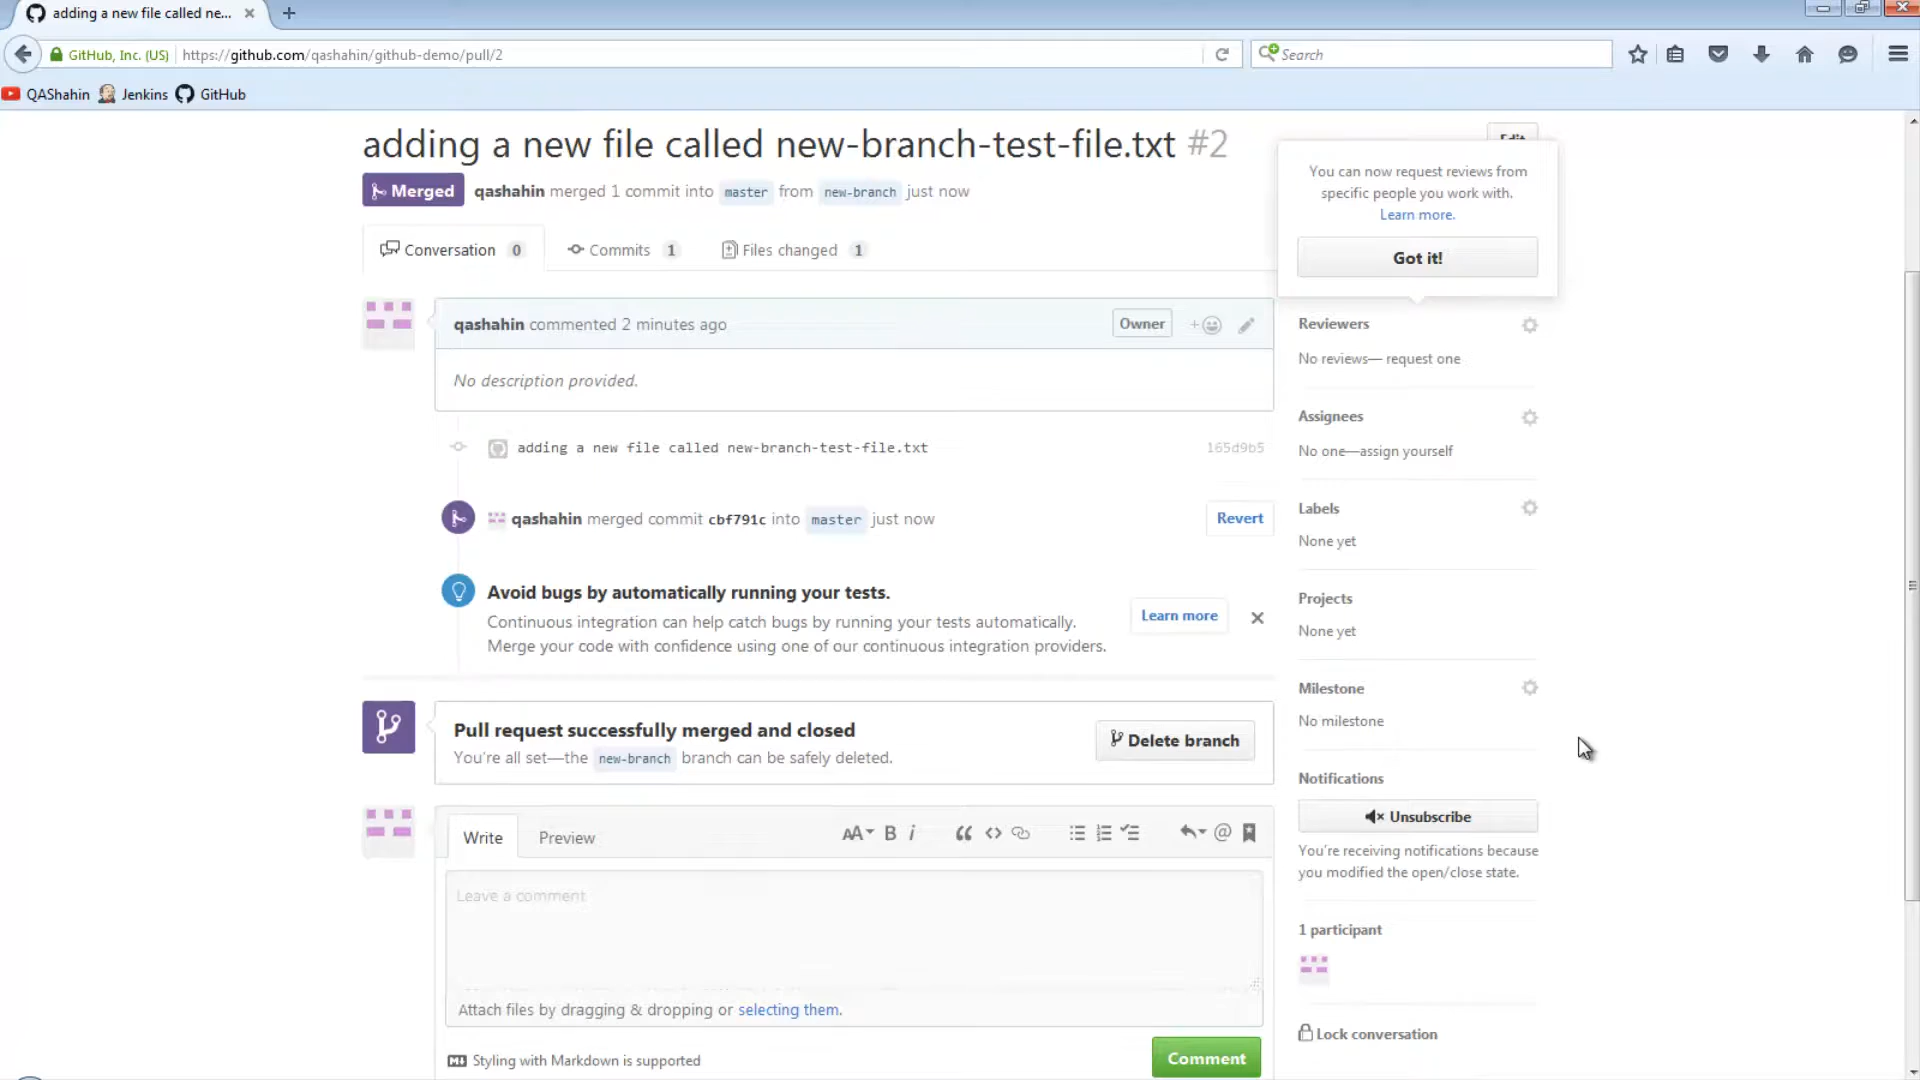 adding a new file called ne...
GitHub, Inc. (US) https://github.com/qashahin/github-demo/pull/2
Search
QAShahin Jenkins GitHub
adding a new file called new-branch-test-file.txt #2
Edit
Merged qashahin merged 1 commit into master from new-branch just now
You can now request reviews from
specific people you work with.
Learn more.
Got it!
Conversation 0 Commits 1 Files changed 1
qashahin commented 2 minutes ago Owner
No description provided.
adding a new file called new-branch-test-file.txt 165d9b5
qashahin merged commit cbf791c into master just now Revert
Avoid bugs by automatically running your tests.
Continuous integration can help catch bugs by running your tests automatically.
Merge your code with confidence using one of our continuous integration providers.
Learn more
Pull request successfully merged and closed
You're all set—the new-branch branch can be safely deleted.
Delete branch
Write Preview
AA B i
Leave a comment
Attach files by dragging & dropping or selecting them.
Styling with Markdown is supported
Comment
Reviewers
No reviews— request one
Assignees
No one—assign yourself
Labels
None yet
Projects
None yet
Milestone
No milestone
Notifications
Unsubscribe
You're receiving notifications because
you modified the open/close state.
1 participant
Lock conversation